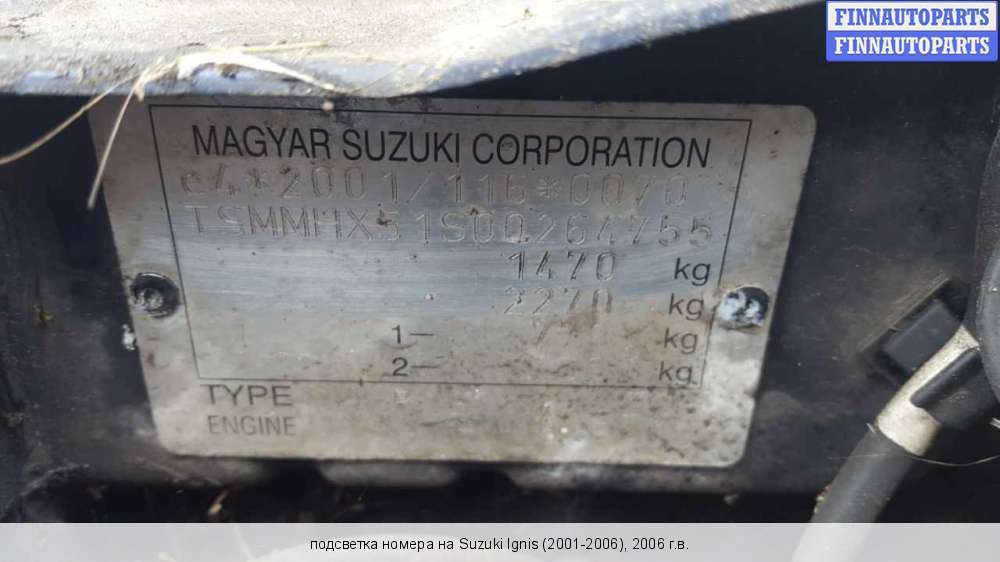 FINNAUTOPARTS
FINNAUTOPARTS
MAGYAR SUZUKI CORPORATION
e4*2001/116*0070
TSMMHX51S00264755
1470 kg
2270 kg
1– kg
2– kg
TYPE
ENGINE
подсветка номера на Suzuki Ignis (2001-2006), 2006 г.в.